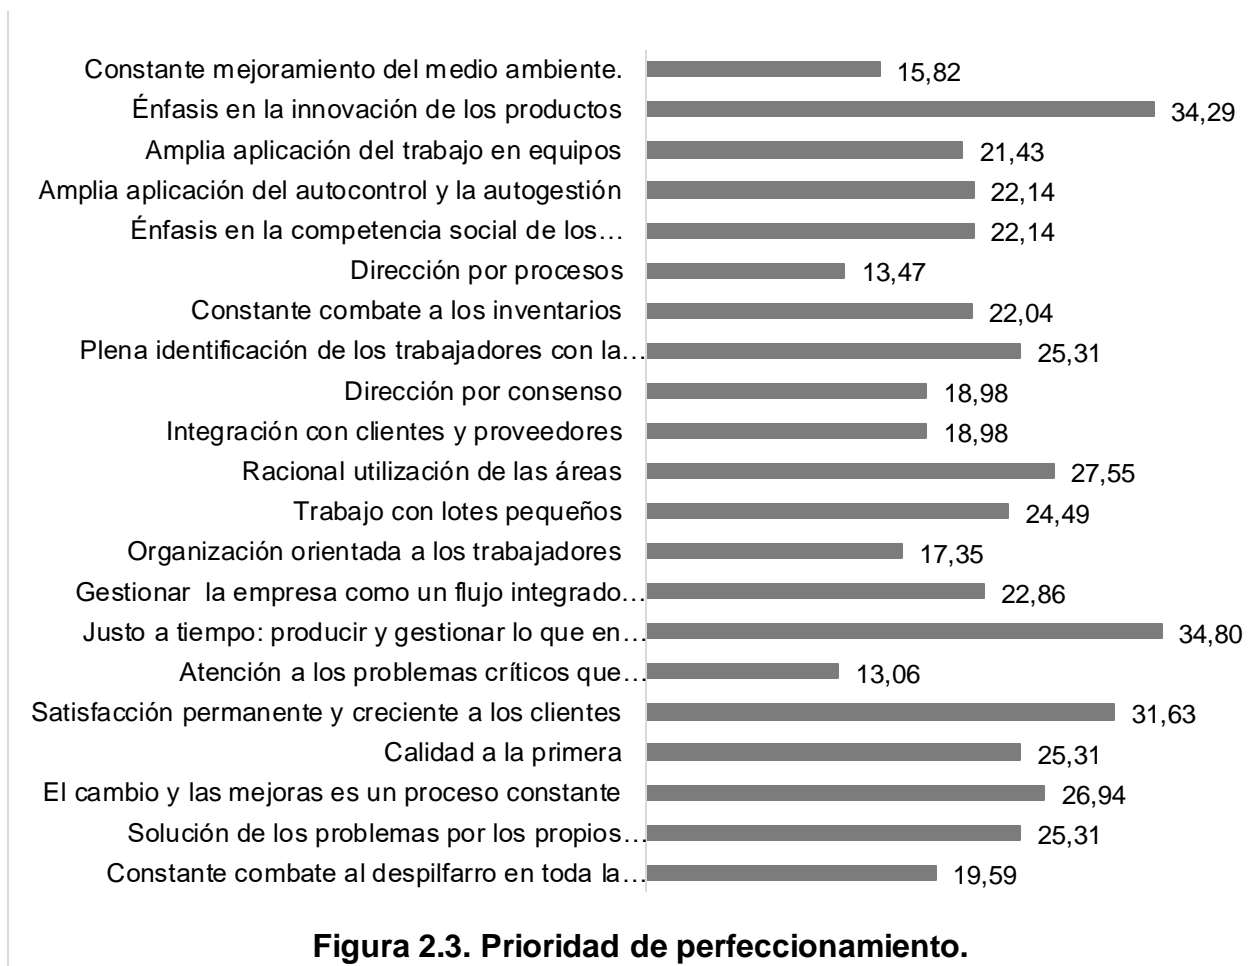 Constante mejoramiento del medio ambiente. 15,82
Énfasis en la innovación de los productos 34,29
Amplia aplicación del trabajo en equipos 21,43
Amplia aplicación del autocontrol y la autogestión 22,14
Énfasis en la competencia social de los… 22,14
Dirección por procesos 13,47
Constante combate a los inventarios 22,04
Plena identificación de los trabajadores con la… 25,31
Dirección por consenso 18,98
Integración con clientes y proveedores 18,98
Racional utilización de las áreas 27,55
Trabajo con lotes pequeños 24,49
Organización orientada a los trabajadores 17,35
Gestionar  la empresa como un flujo integrado… 22,86
Justo a tiempo: producir y gestionar lo que en… 34,80
Atención a los problemas críticos que… 13,06
Satisfacción permanente y creciente a los clientes 31,63
Calidad a la primera 25,31
El cambio y las mejoras es un proceso constante 26,94
Solución de los problemas por los propios… 25,31
Constante combate al despilfarro en toda la… 19,59
Figura 2.3. Prioridad de perfeccionamiento.